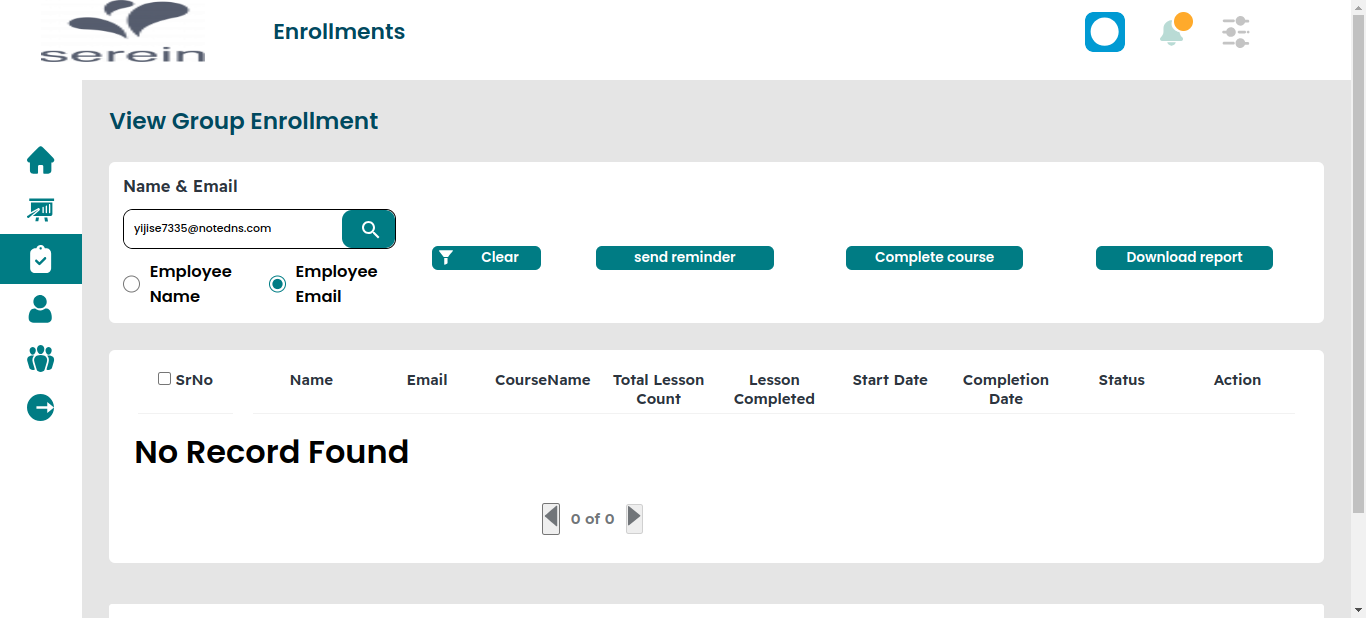 serein
Enrollments
View Group Enrollment
Name & Email
yijise7335@notedns.com
Employee Name
Employee Email
Clear
send reminder
Complete course
Download report
SrNo
Name
Email
CourseName
Total Lesson Count
Lesson Completed
Start Date
Completion Date
Status
Action
No Record Found
0 of 0